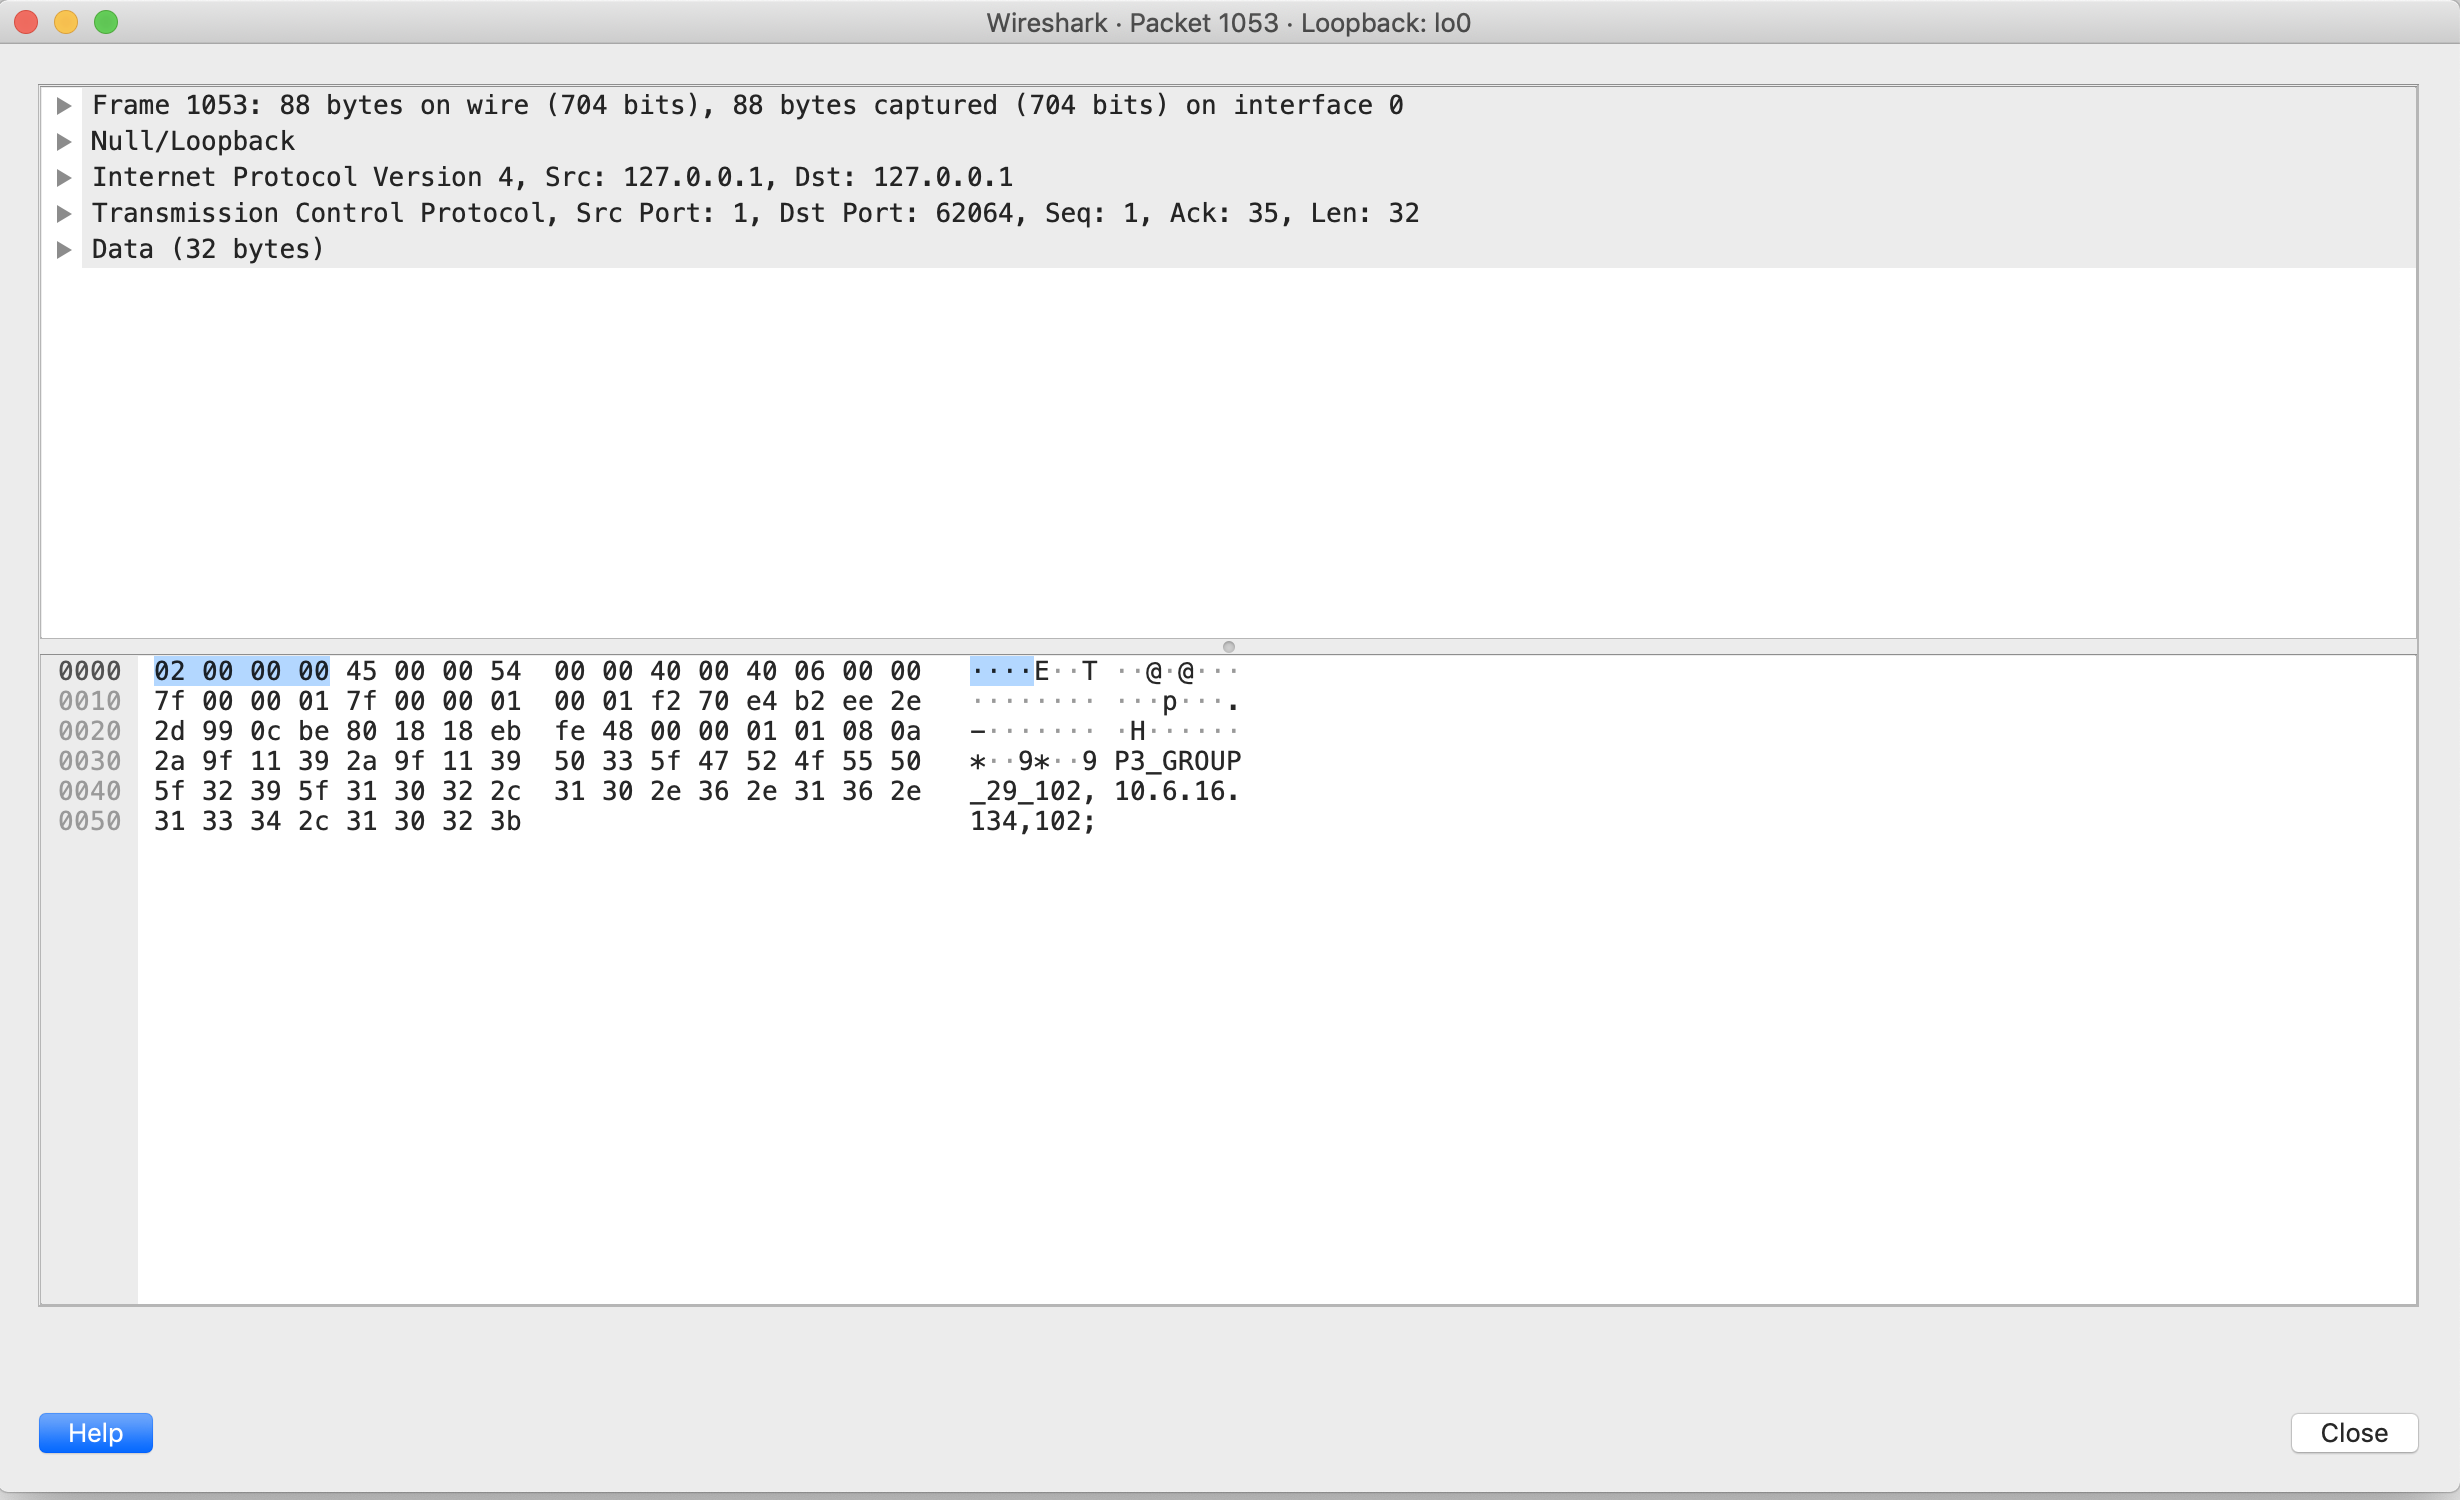 Wireshark · Packet 1053 · Loopback: lo0
Frame 1053: 88 bytes on wire (704 bits), 88 bytes captured (704 bits) on interface 0
Null/Loopback
Internet Protocol Version 4, Src: 127.0.0.1, Dst: 127.0.0.1
Transmission Control Protocol, Src Port: 1, Dst Port: 62064, Seq: 1, Ack: 35, Len: 32
Data (32 bytes)
0000 02 00 00 00 45 00 00 54 00 00 40 00 40 06 00 00 ····E··T ··@·@···
0010 7f 00 00 01 7f 00 00 01 00 01 f2 70 e4 b2 ee 2e ········ ···p···.
0020 2d 99 0c be 80 18 18 eb fe 48 00 00 01 01 08 0a -······· ·H······
0030 2a 9f 11 39 2a 9f 11 39 50 33 5f 47 52 4f 55 50 *··9*··9 P3_GROUP
0040 5f 32 39 5f 31 30 32 2c 31 30 2e 36 2e 31 36 2e _29_102, 10.6.16.
0050 31 33 34 2c 31 30 32 3b 134,102;
Help Close